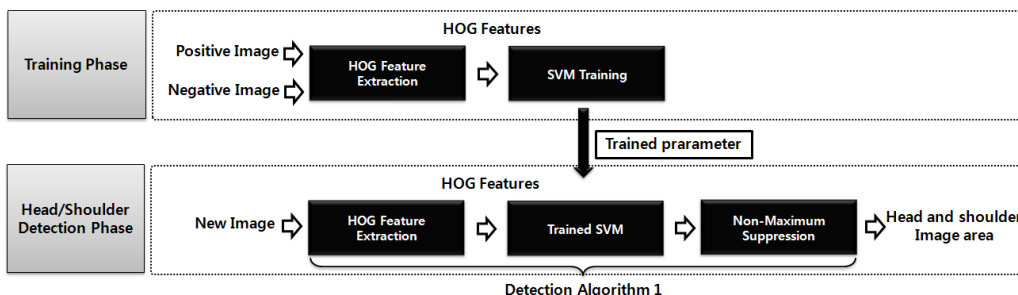 HOG Features
Training Phase
Positive Image
Negative Image
HOG Feature
Extraction
SVM Training
Trained prarameter
HOG Features
Head/Shoulder
Detection Phase
New Image
HOG Feature
Extraction
Trained SVM
Non-Maximum
Suppression
Head and shoulder
Image area
Detection Algorithm 1